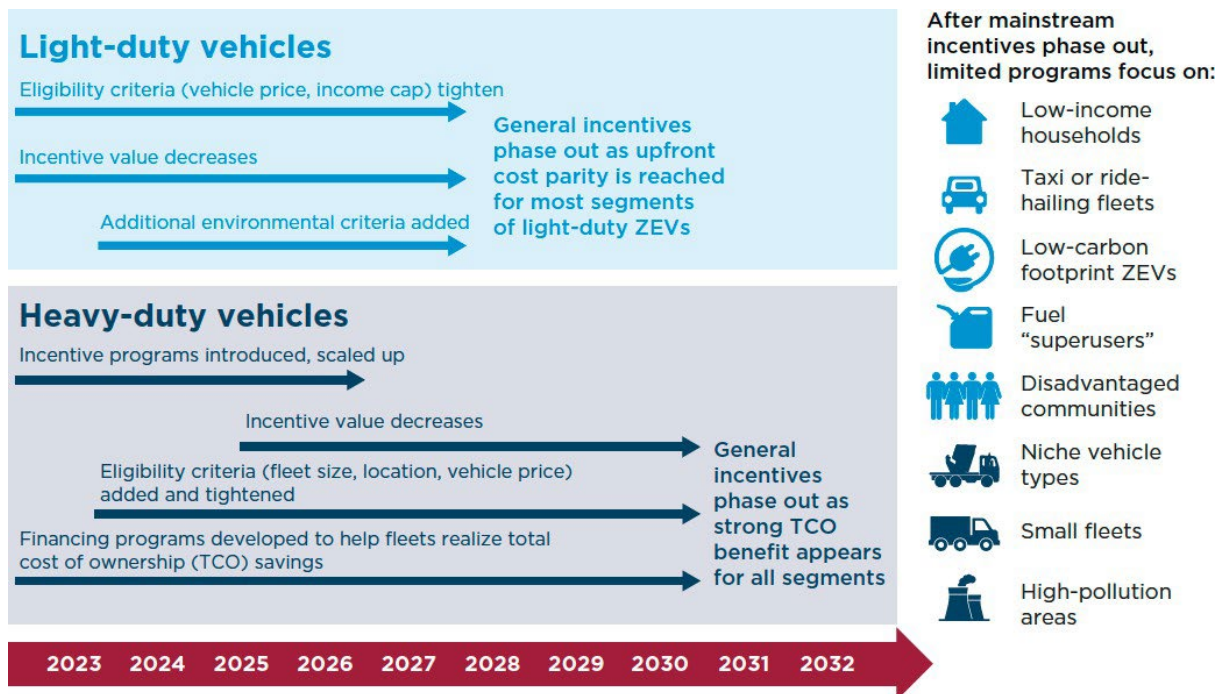 Light-duty vehicles
Eligibility criteria (vehicle price, income cap) tighten
Incentive value decreases
Additional environmental criteria added
General incentives
phase out as upfront
cost parity is reached
for most segments
of light-duty ZEVs
Heavy-duty vehicles
Incentive programs introduced, scaled up
Incentive value decreases
Eligibility criteria (fleet size, location, vehicle price)
added and tightened
Financing programs developed to help fleets realize total
cost of ownership (TCO) savings
General
incentives
phase out as
strong TCO
benefit appears
for all segments
2023 2024 2025 2026 2027 2028 2029 2030 2031 2032
After mainstream
incentives phase out,
limited programs focus on:
Low-income
households
Taxi or ride-
hailing fleets
Low-carbon
footprint ZEVs
Fuel
“superusers”
Disadvantaged
communities
Niche vehicle
types
Small fleets
High-pollution
areas